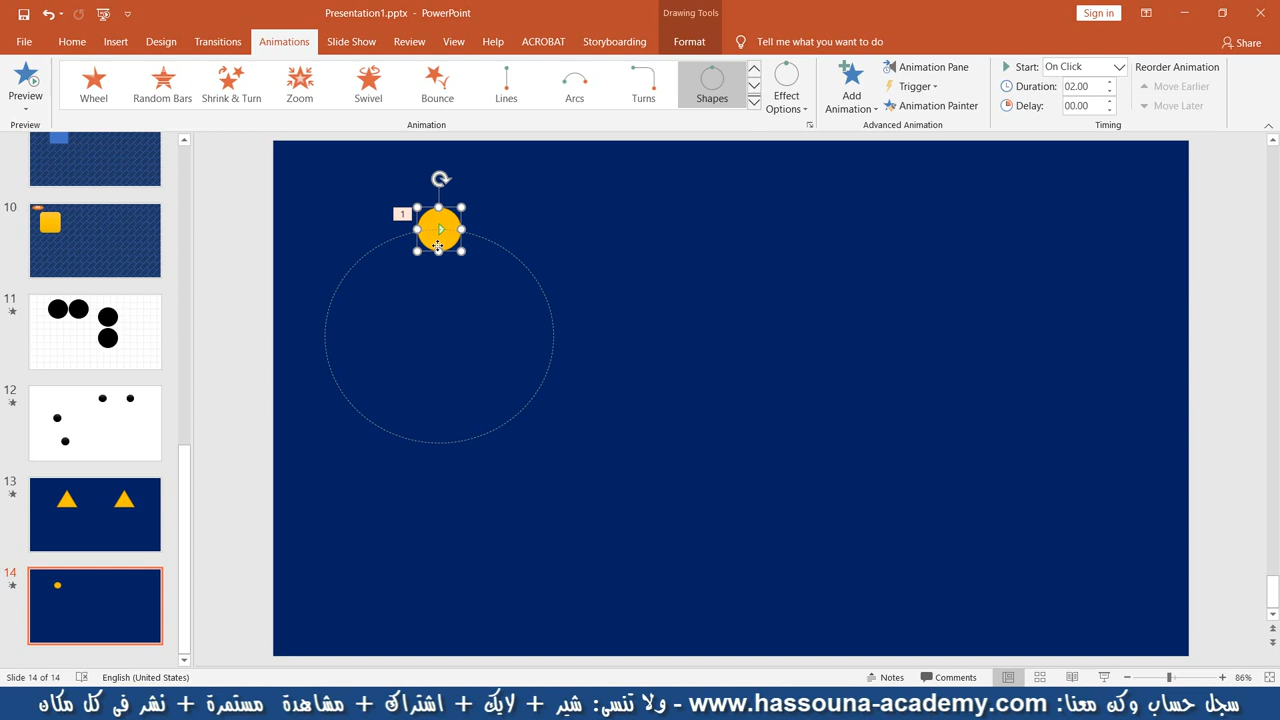 Presentation1.pptx - PowerPoint
Drawing Tools
Sign in
File Home Insert Design Transitions Animations Slide Show Review View Help ACROBAT Storyboarding Format Tell me what you want to do Share
Preview
Wheel Random Bars Shrink & Turn Zoom Swivel Bounce Lines Arcs Turns Shapes
Effect Options
Add Animation
Animation Pane
Trigger
Animation Painter
Start: On Click
Duration: 02.00
Delay: 00.00
Reorder Animation
Move Earlier
Move Later
Preview Animation Advanced Animation Timing
10
11
12
13
14
1
Slide 14 of 14 English (United States) Notes Comments 86%
سجل حساب وكن معنا: www.hassouna-academy.com - ولا تنسى: شير + لايك + اشتراك + مشاهدة مستمرة + نشر فى كل مكان